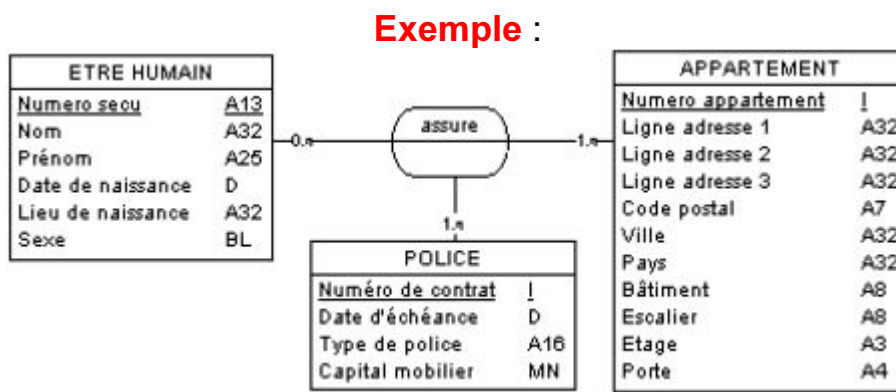 Exemple :
ETRE HUMAIN
Numero secu A13
Nom A32
Prénom A25
Date de naissance D
Lieu de naissance A32
Sexe BL
0.n
assure
1.n
1.n
APPARTEMENT
Numero appartement I
Ligne adresse 1 A32
Ligne adresse 2 A32
Ligne adresse 3 A32
Code postal A7
Ville A32
Pays A32
Bâtiment A8
Escalier A8
Etage A3
Porte A4
POLICE
Numéro de contrat I
Date d'échéance D
Type de police A16
Capital mobilier MN